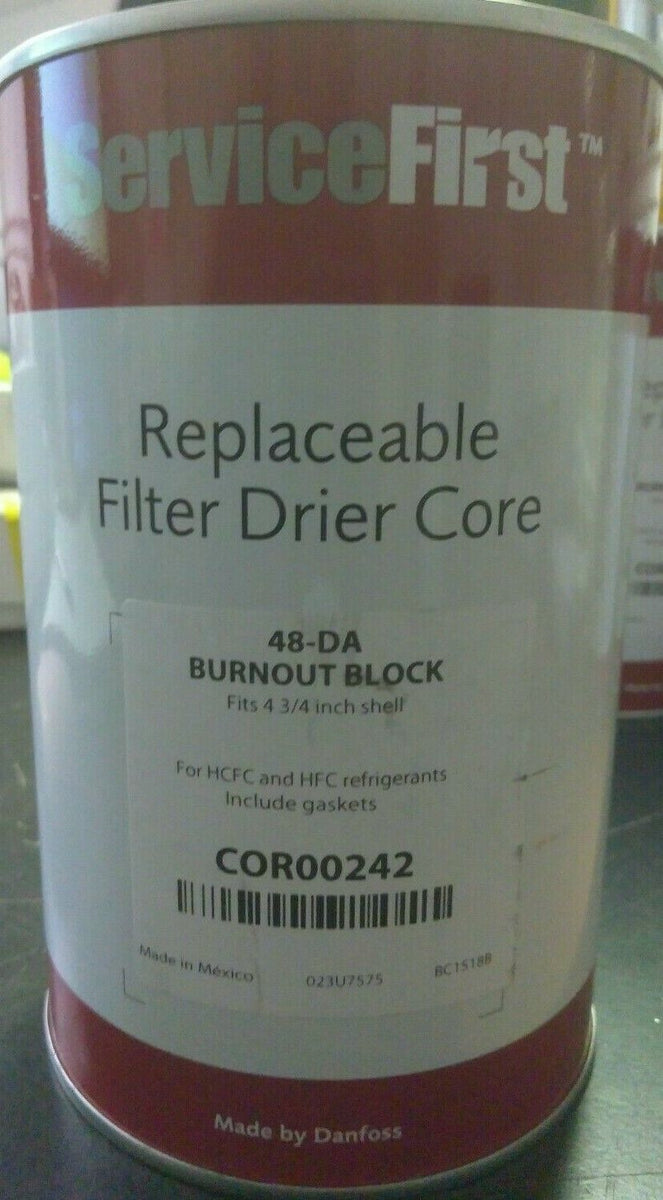 ServiceFirst™
Replaceable
Filter Drier Core
48-DA
BURNOUT BLOCK
Fits 4 3/4 inch shell
For HCFC and HFC refrigerants
Include gaskets
COR00242
Made in México 023U7575 BC1518B
Made by Danfoss